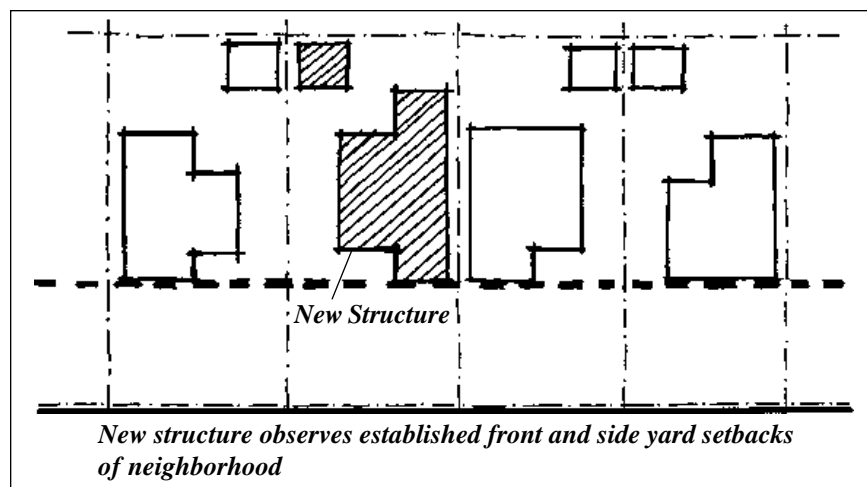 New Structure
New structure observes established front and side yard setbacks
of neighborhood